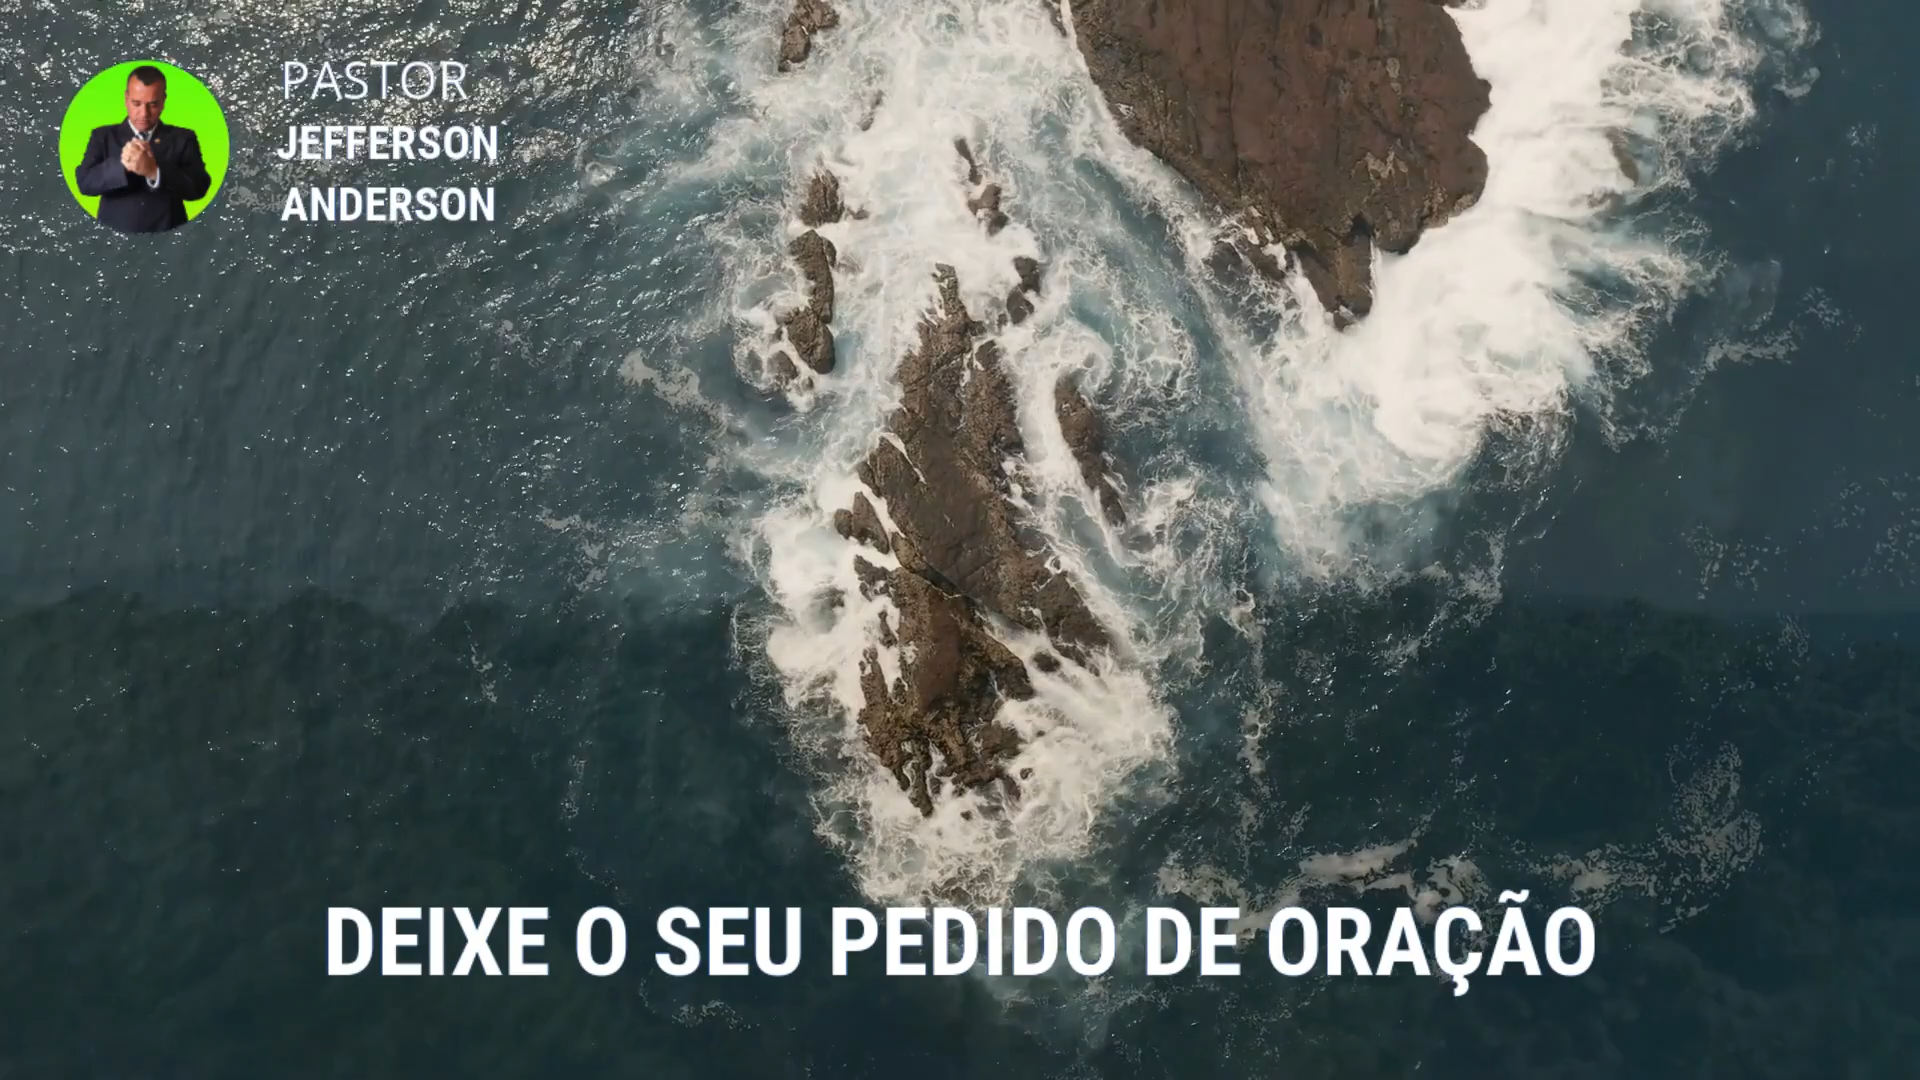 PASTOR
JEFFERSON
ANDERSON
DEIXE O SEU PEDIDO DE ORAÇÃO